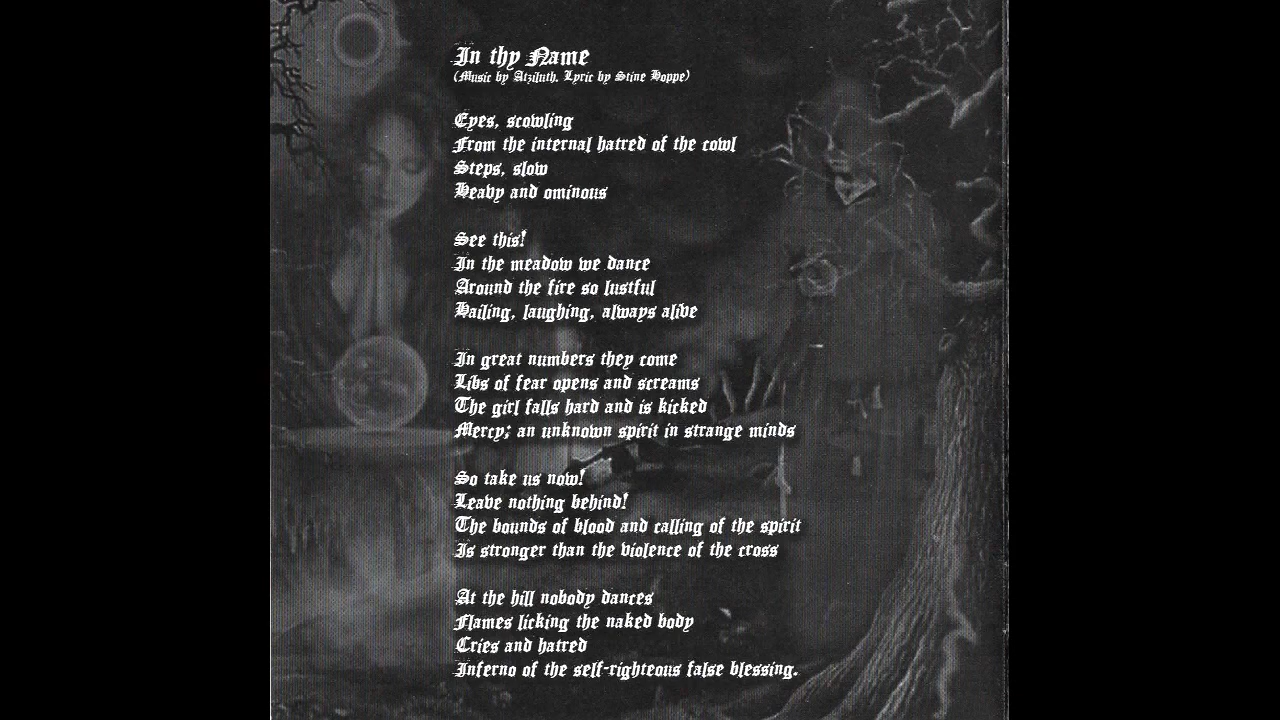 In thy Name
(Music by Atziluth, Lyric by Stine Hoppe)
Eyes, scowling
From the internal hatred of the cowl
Steps, slow
Heavy and ominous
See this!
In the meadow we dance
Around the fire so lustful
Hailing, laughing, always alive
In great numbers they come
Libs of fear opens and screams
The girl falls hard and is kicked
Mercy; an unknown spirit in strange minds
So take us now!
Leave nothing behind!
The bounds of blood and calling of the spirit
Is stronger than the violence of the cross
At the hill nobody dances
Flames licking the naked body
Cries and hatred
Inferno of the self-righteous false blessing.